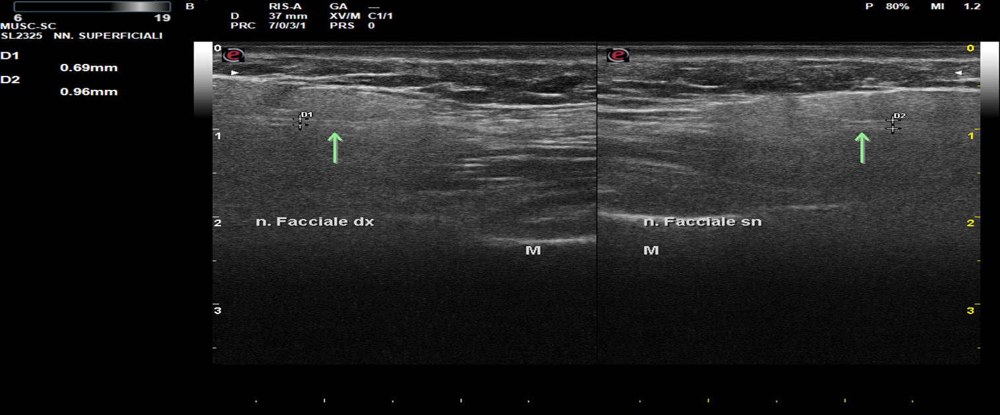 B RIS-A GA --- P 80% MI 1.2
D 37 mm XV/M C1/1
PRC 7/0/3/1 PRS 0
6 19
MUSC-SC
SL2325 NN. SUPERFICIALI
D1
0.69mm
D2
0.96mm
0 e e 0
D1 D2
1 1
n. Facciale dx n. Facciale sn
2 2
M M
3 3